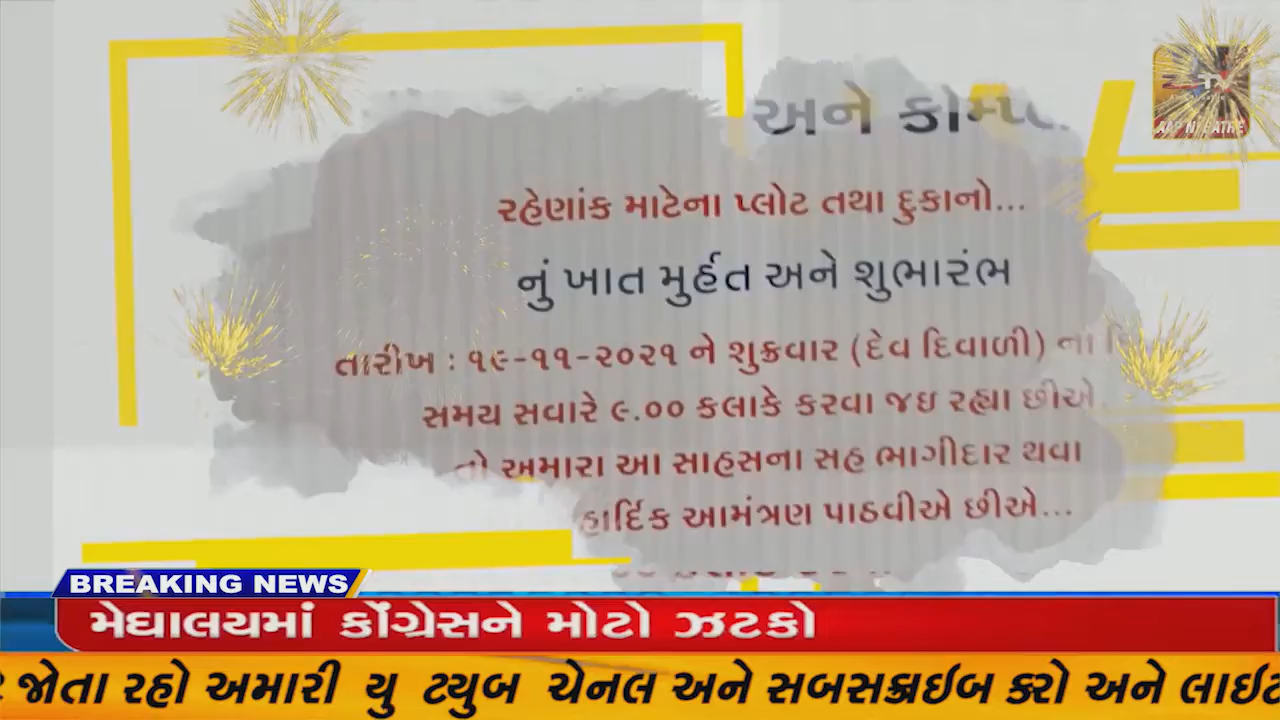 અને
રહેણાંક માટેના પ્લોટ તથા દુકાનો...
નું ખાત મુર્હત અને શુભારંભ
તારીખ : ૧૯-૧૧-૨૦૨૧ ને શુક્રવાર (દેવ દિવાળી) ના
સમય સવારે ૯.૦૦ કલાકે કરવા જઇ રહ્યા છીએ
તો અમારા આ સાહસના સહ ભાગીદાર થવા
હાર્દિક આમંત્રણ પાઠવીએ છીએ...
BREAKING NEWS
મેઘાલયમાં કોંગ્રેસને મોટો ઝટકો
જોતા રહો અમારી યુ ટ્યુબ ચેનલ અને સબસક્રાઇબ કરો અને